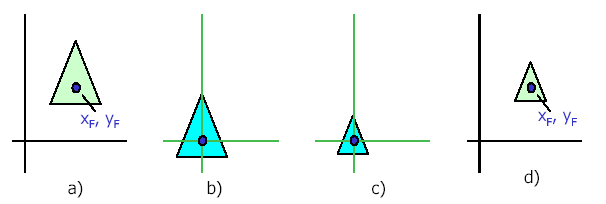 x_F, y_F
x_F, y_F
a)
b)
c)
d)